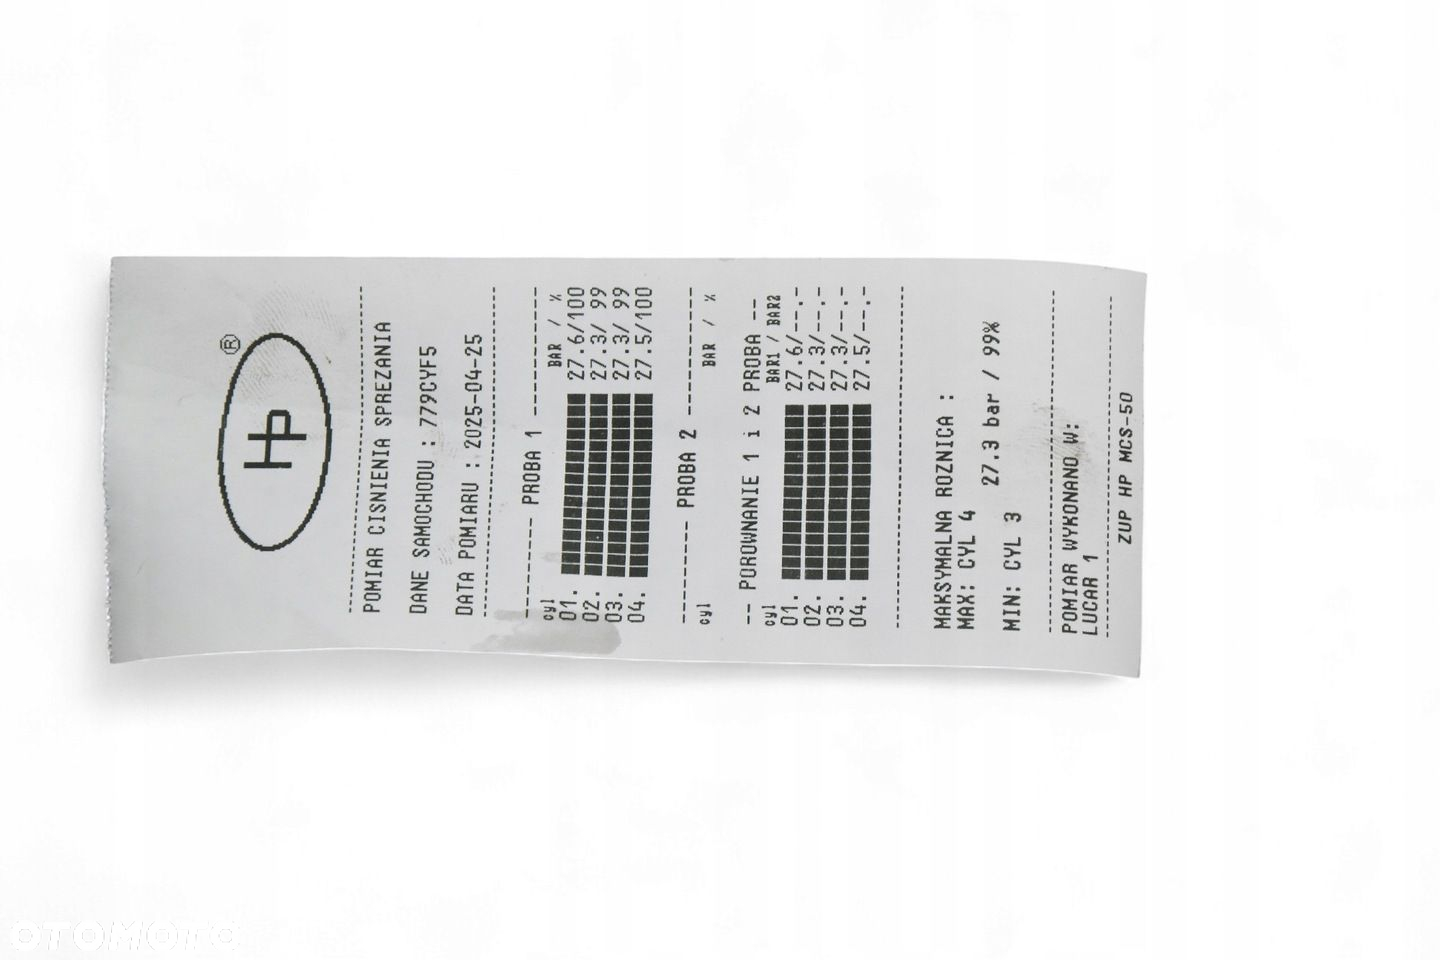 Hp ®
POMIAR CISNIENIA SPREZANIA
DANE SAMOCHODU : 779CYF5
DATA POMIARU : 2025-04-25
------- PROBA 1 -------
cyl BAR / %
01. 27.6/100
02. 27.3/ 99
03. 27.3/ 99
04. 27.5/100
------- PROBA 2 -------
cyl BAR / %
-- POROWNANIE 1 i 2 PROBA --
cyl BAR1 / BAR2
01. 27.6/--.-
02. 27.3/--.-
03. 27.3/--.-
04. 27.5/--.-
MAKSYMALNA ROZNICA :
MAX: CYL 4
27.3 bar / 99%
MIN: CYL 3
POMIAR WYKONANO W:
LUCAR 1
ZUP HP MCS-50
OTOMOTO